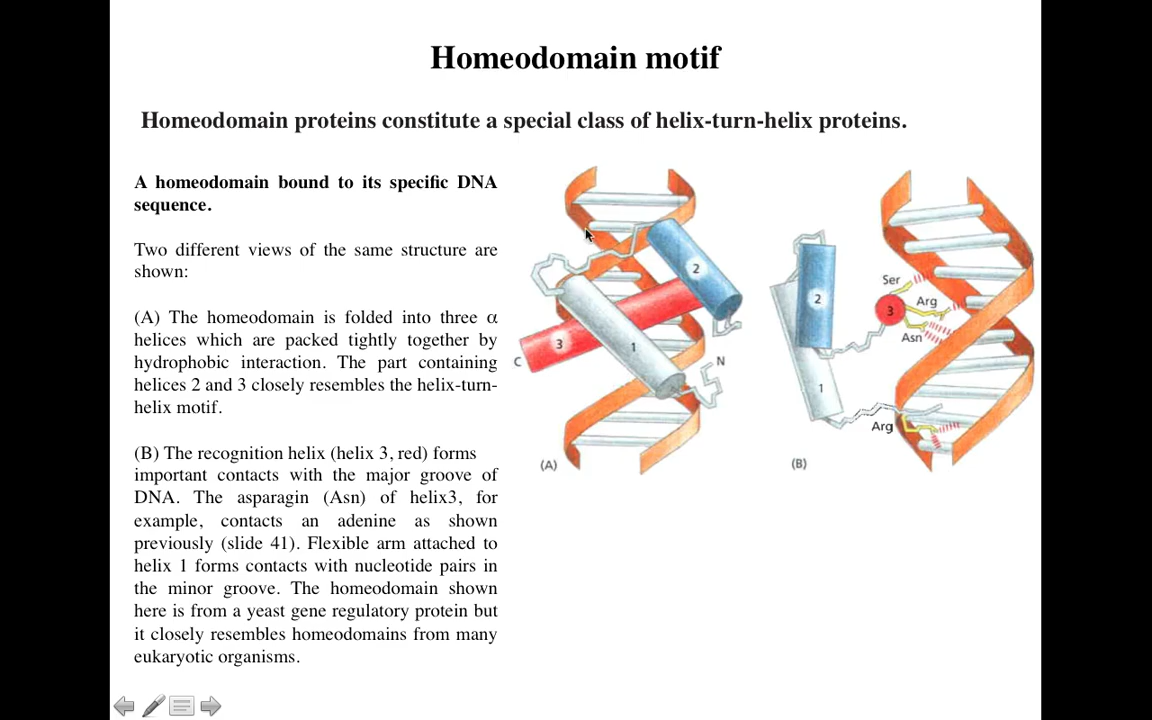 Homeodomain motif
Homeodomain proteins constitute a special class of helix-turn-helix proteins.
A homeodomain bound to its specific DNA
sequence.
Two different views of the same structure are
shown:
(A) The homeodomain is folded into three α
helices which are packed tightly together by
hydrophobic interaction. The part containing
helices 2 and 3 closely resembles the helix-turn-
helix motif.
(B) The recognition helix (helix 3, red) forms
important contacts with the major groove of
DNA. The asparagin (Asn) of helix3, for
example, contacts an adenine as shown
previously (slide 41). Flexible arm attached to
helix 1 forms contacts with nucleotide pairs in
the minor groove. The homeodomain shown
here is from a yeast gene regulatory protein but
it closely resembles homeodomains from many
eukaryotic organisms.
2
3
1
C
N
(A)
2
1
Ser
3
Arg
Asn
Arg
(B)